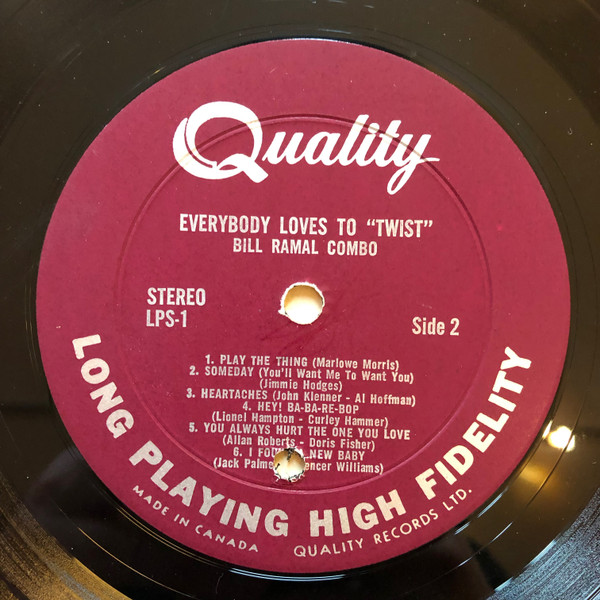 Quality
EVERYBODY LOVES TO "TWIST"
BILL RAMAL COMBO
STEREO
LPS-1
Side 2
1. PLAY THE THING (Marlowe Morris)
2. SOMEDAY (You'll Want Me To Want You)
(Jimmie Hodges)
3. HEARTACHES (John Klenner - Al Hoffman)
4. HEY! BA-BA-RE-BOP
(Lionel Hampton - Curley Hammer)
5. YOU ALWAYS HURT THE ONE YOU LOVE
(Allan Roberts - Doris Fisher)
6. I NEW BABY
(Jack Williams)
LONG PLAYING HIGH FIDELITY
MADE IN CANADA QUALITY RECORDS LTD.